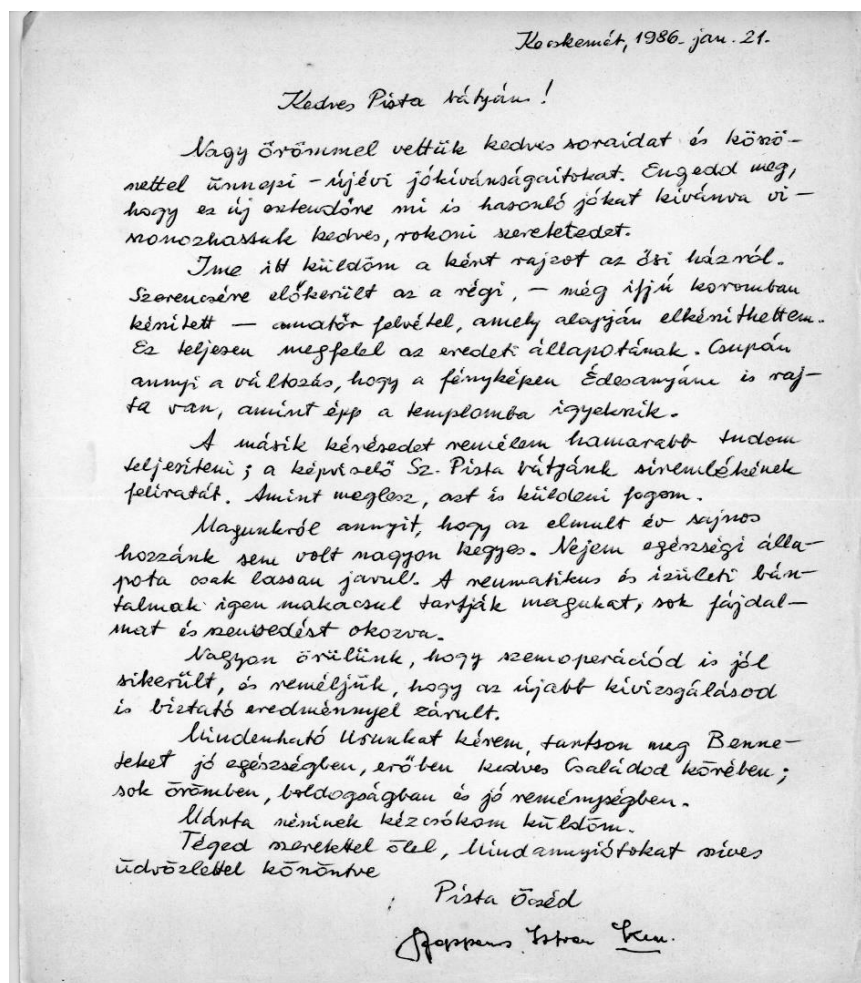 Kecskemét, 1986. jan. 21.
Kedves Pista bátyám!
Nagy örömmel vettük kedves soraidat és köszö-
nettel ünnepi - újévi jókívánságaitokat. Engedd meg,
hogy ez új esztendőre mi is hasonló jókat kívánva vi-
szonozhassuk kedves, rokoni szeretetedet.
Ime itt küldöm a kért rajzot az ősi házról.
Szerencsére előkerült az a régi, - még ifjú koromban
készitett - amatőr felvétel, amely alapján elkészithettem.
Ez teljesen megfelel az eredeti állapotának. Csupán
annyi a változás, hogy a fényképen Édesanyám is raj-
ta van, amint épp a templomba igyekszik.
A másik kérésedet remélem hamarabb tudom
teljesiteni; a képviselő Sz. Pista bátyánk siremlékének
feliratát. Amint meglesz, azt is küldeni fogom.
Magunkról annyit, hogy az elmult év sajnos
hozzánk sem volt nagyon kegyes. Nejem egészségi álla-
pota csak lassan javul. A reumatikus és izületi bán-
talmak igen makacsul tartják magukat, sok fájdal-
mat és szenvedést okozva.
Nagyon örülünk, hogy szemoperációd is jól
sikerült, és reméljük, hogy az újabb kivizsgálásod
is biztató eredménnyel zárult.
Mindenható Urunkat kérem, tartson meg Benne-
teket jó egészségben, erőben kedves Családod körében;
sok örömben, boldogságban és jó reménységben.
Márta néninek kézcsókom küldöm.
Téged szeretettel ölel, Mindannyiótokat szives
üdvözlettel köszöntve
Pista Öcséd
István